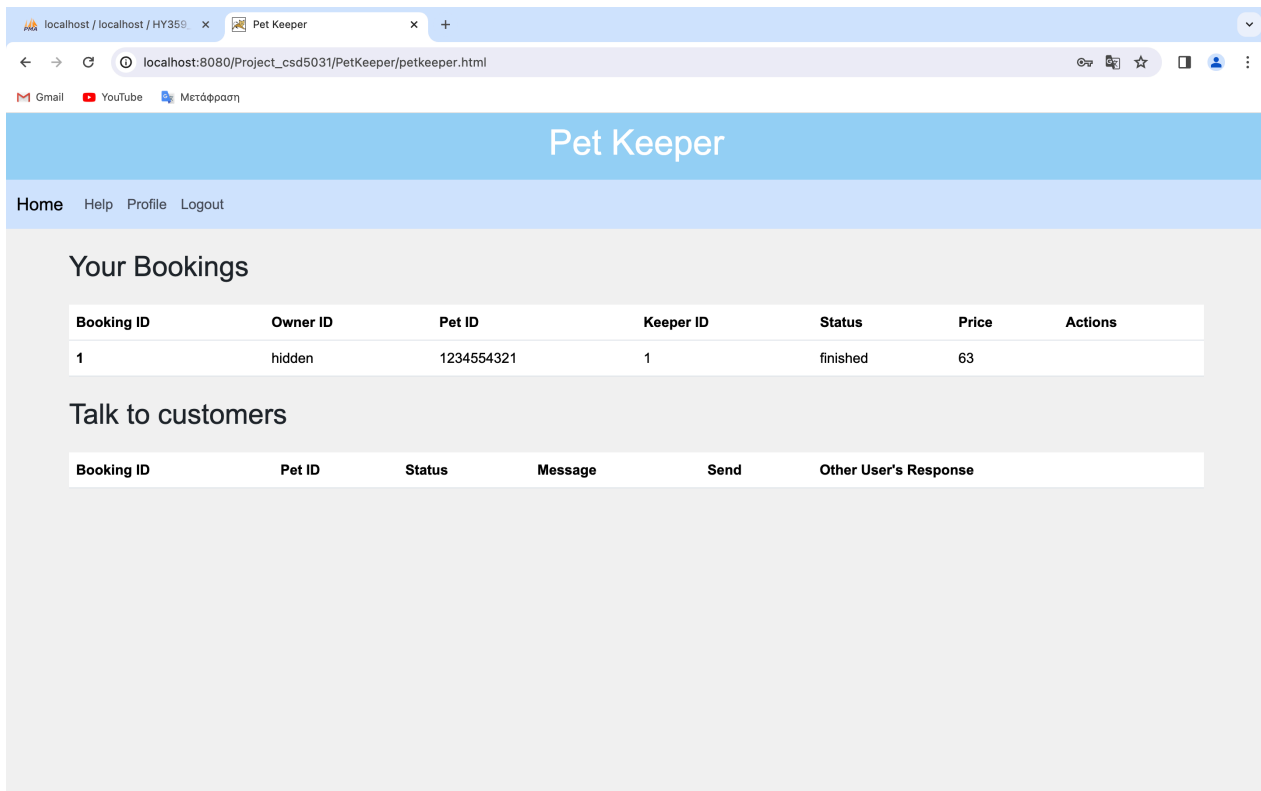 localhost / localhost / HY359_
Pet Keeper
localhost:8080/Project_csd5031/PetKeeper/petkeeper.html
Gmail YouTube Μετάφραση
Pet Keeper
Home Help Profile Logout
Your Bookings
Booking ID Owner ID Pet ID Keeper ID Status Price Actions
1 hidden 1234554321 1 finished 63
Talk to customers
Booking ID Pet ID Status Message Send Other User's Response